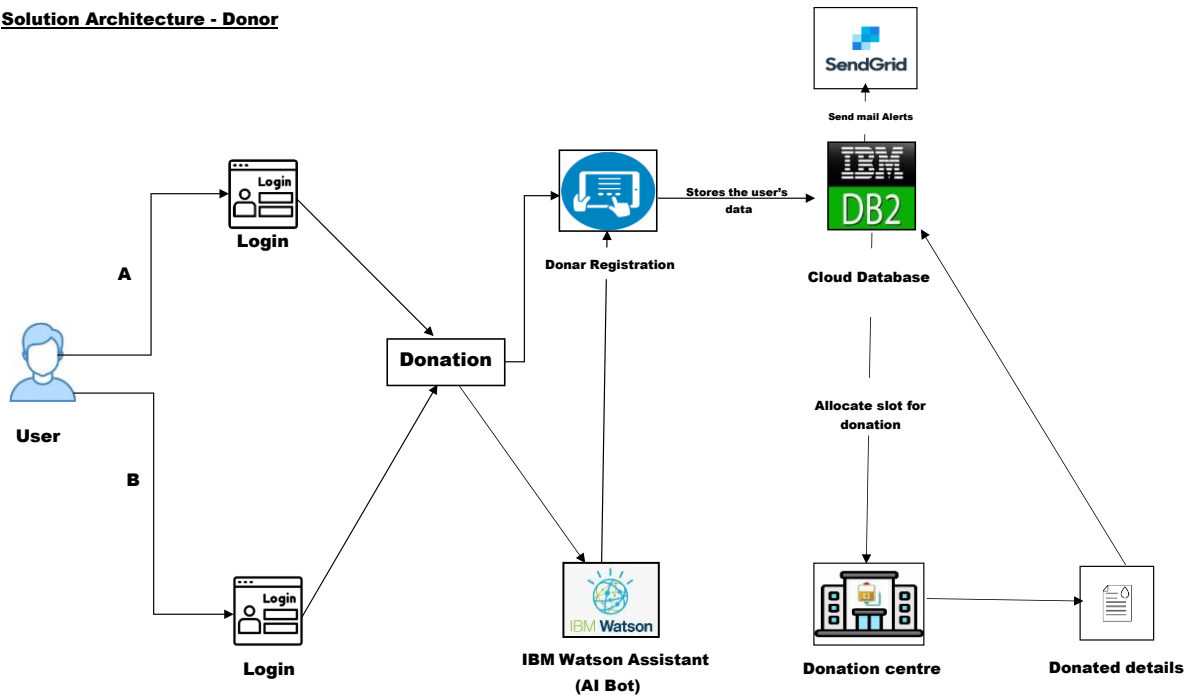 Solution Architecture - Donor
SendGrid
Send mail Alerts
IBM
DB2
Login
Login
Stores the user's
data
Donar Registration
Cloud Database
A
Donation
User
Allocate slot for
donation
B
Login
Login
IBM Watson
IBM Watson Assistant
(AI Bot)
Donation centre
Donated details